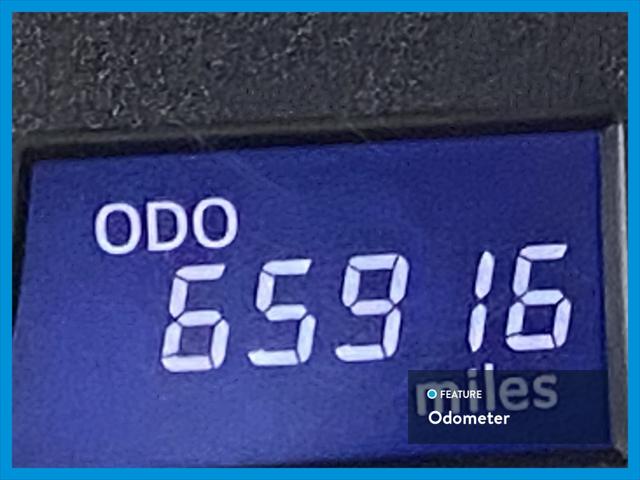 ODO
65916
miles
FEATURE
Odometer